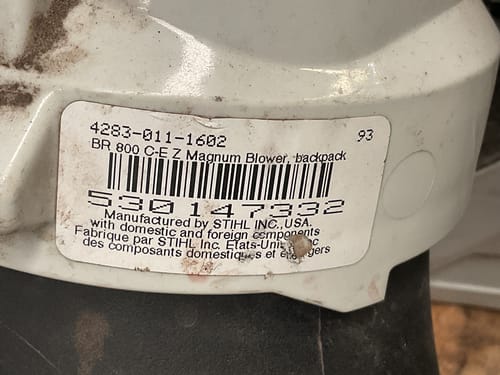 4283-011-1602 93
BR 800 C-E Z Magnum Blower, backpack
530147332
Manufactured by STIHL INC., USA.
with domestic and foreign components
Fabrique par STIHL Inc. Etats-Unis
des composants domestiques et